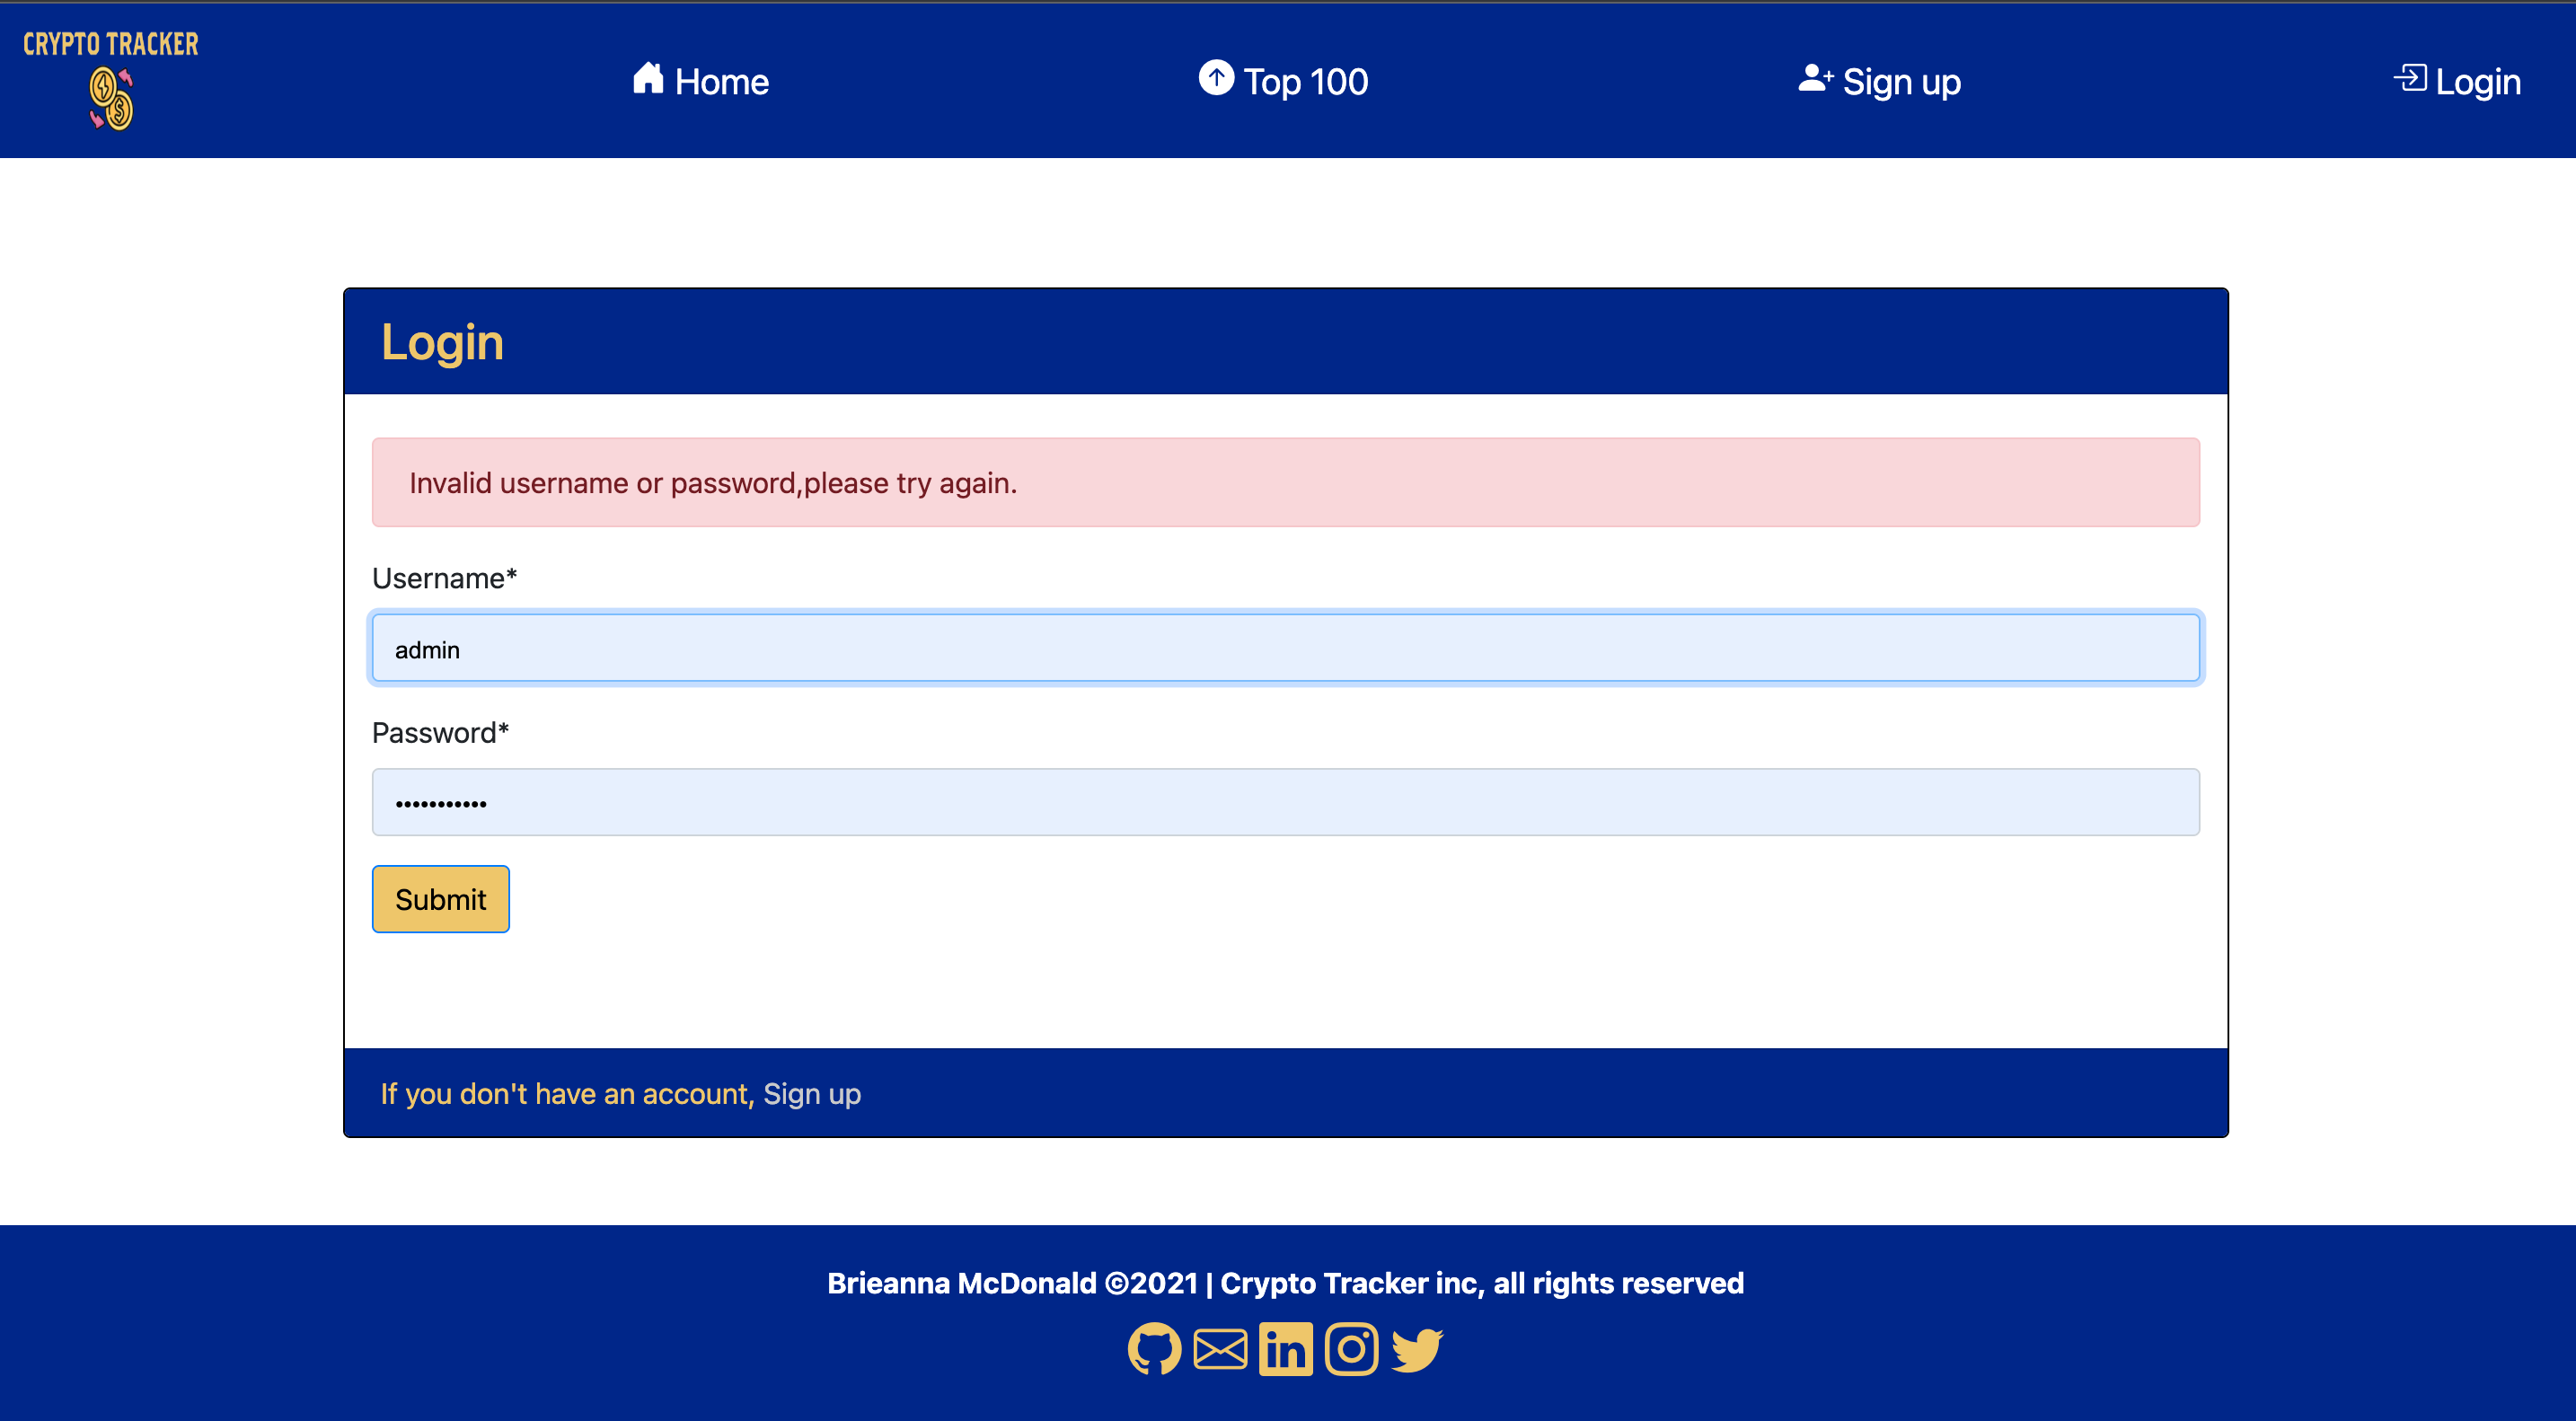 CRYPTO TRACKER
Home
Top 100
Sign up
Login
Login
Invalid username or password,please try again.
Username*
admin
Password*
•••••••••••
Submit
If you don't have an account, Sign up
Brieanna McDonald ©2021 | Crypto Tracker inc, all rights reserved
in